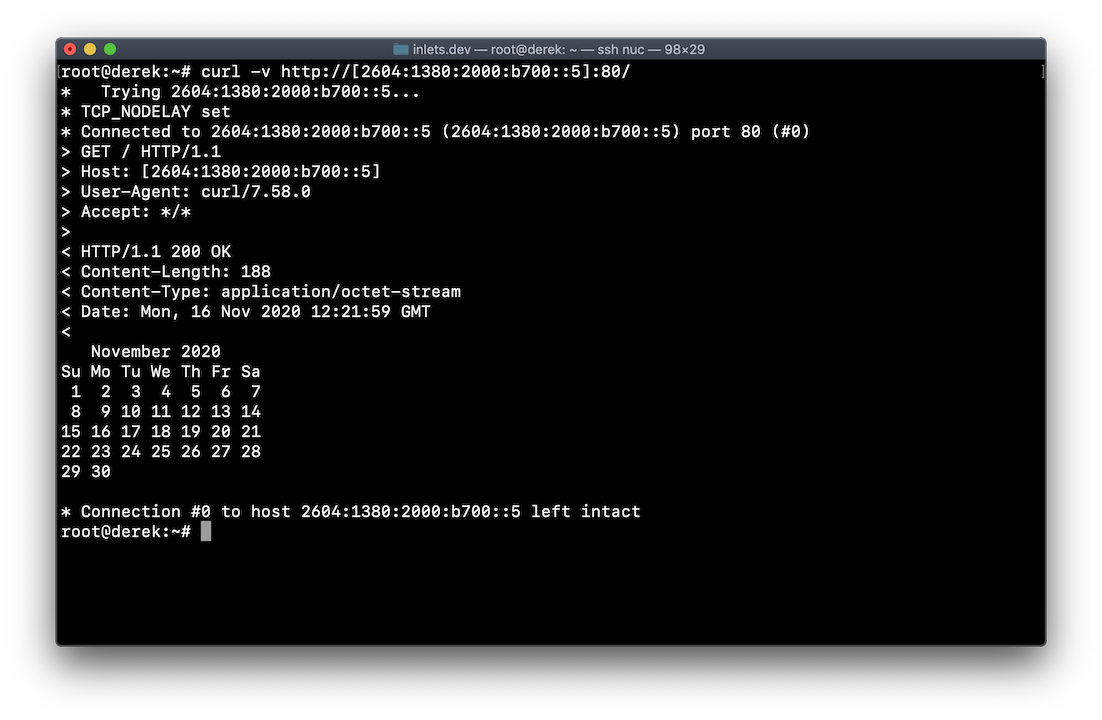 inlets.dev — root@derek: ~ — ssh nuc — 98×29
[root@derek:~# curl -v http://[2604:1380:2000:b700::5]:80/ ]
*   Trying 2604:1380:2000:b700::5...
* TCP_NODELAY set
* Connected to 2604:1380:2000:b700::5 (2604:1380:2000:b700::5) port 80 (#0)
> GET / HTTP/1.1
> Host: [2604:1380:2000:b700::5]
> User-Agent: curl/7.58.0
> Accept: */*
>
< HTTP/1.1 200 OK
< Content-Length: 188
< Content-Type: application/octet-stream
< Date: Mon, 16 Nov 2020 12:21:59 GMT
<
   November 2020
Su Mo Tu We Th Fr Sa
 1  2  3  4  5  6  7
 8  9 10 11 12 13 14
15 16 17 18 19 20 21
22 23 24 25 26 27 28
29 30
* Connection #0 to host 2604:1380:2000:b700::5 left intact
root@derek:~#